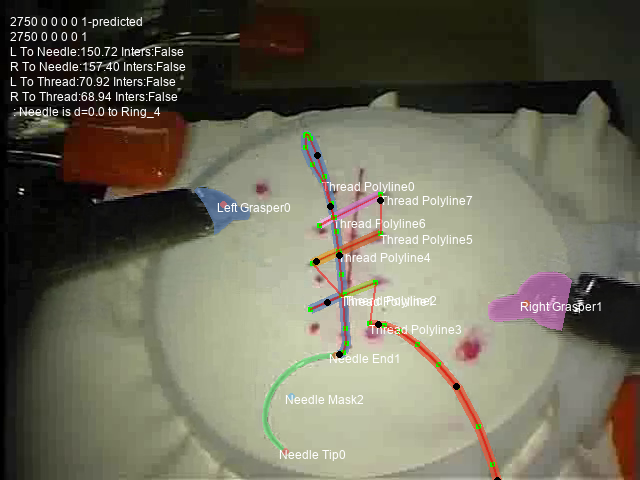 2750 0 0 0 0 1-predicted
2750 0 0 0 0 1
L To Needle:150.72 Inters:False
R To Needle:157.40 Inters:False
L To Thread:70.92 Inters:False
R To Thread:68.94 Inters:False
: Needle is d=0.0 to Ring_4
Thread Polyline0
Thread Polyline7
Left Grasper0
Thread Polyline6
Thread Polyline5
Thread Polyline4
Thread Polyline2
Right Grasper1
Thread Polyline3
Needle End1
Needle Mask2
Needle Tip0